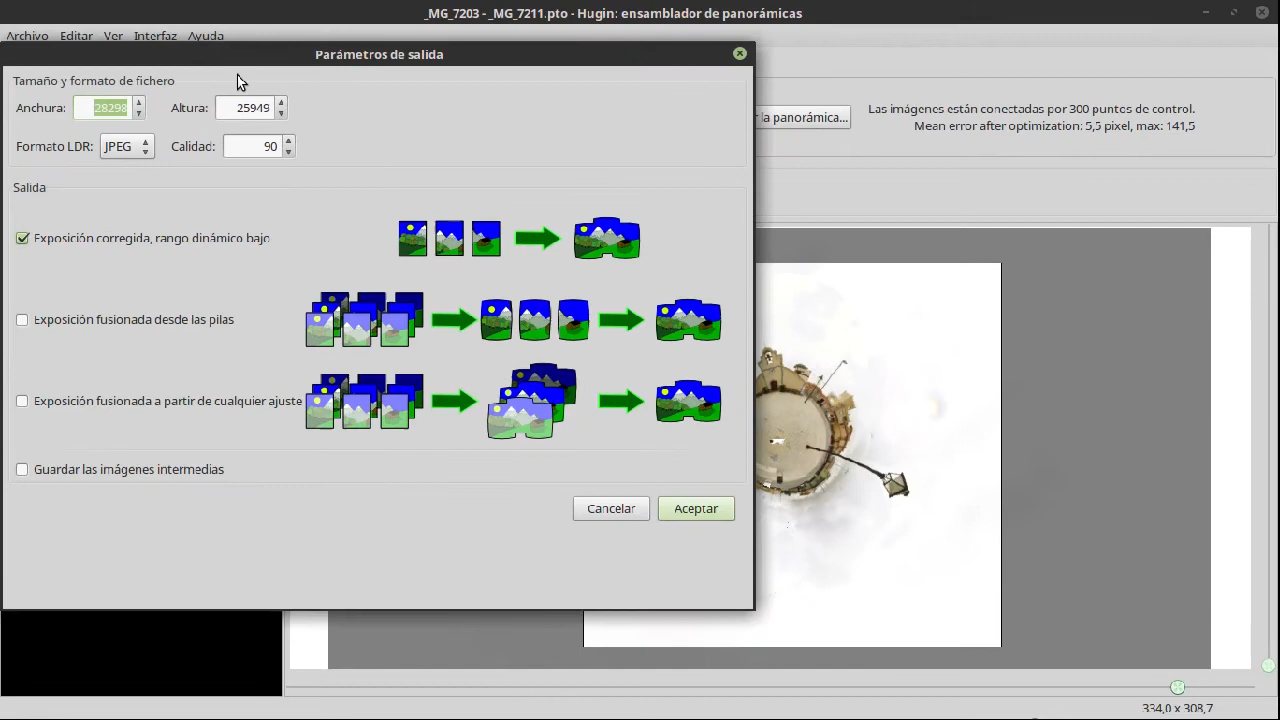 _MG_7203 - _MG_7211.pto - Hugin: ensamblador de panorámicas
Archivo Editar Ver Interfaz Ayuda
Parámetros de salida
Tamaño y formato de fichero
Anchura: 28298 Altura: 25949
Formato LDR: JPEG Calidad: 90
la panorámica...
Las imágenes están conectadas por 300 puntos de control.
Mean error after optimization: 5,5 pixel, max: 141,5
Salida
Exposición corregida, rango dinámico bajo
Exposición fusionada desde las pilas
Exposición fusionada a partir de cualquier ajuste
Guardar las imágenes intermedias
Cancelar Aceptar
334,0 x 308,7